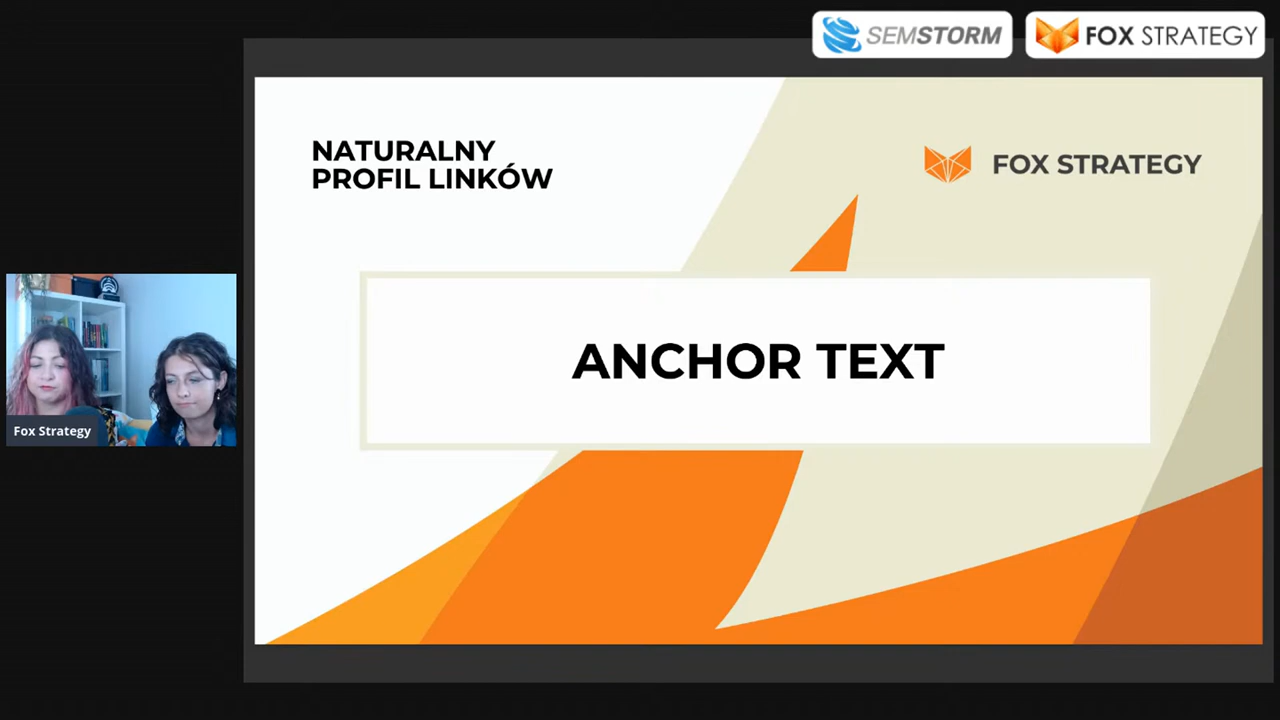 SEMSTORM
FOX STRATEGY
NATURALNY
PROFIL LINKÓW
FOX STRATEGY
ANCHOR TEXT
Fox Strategy